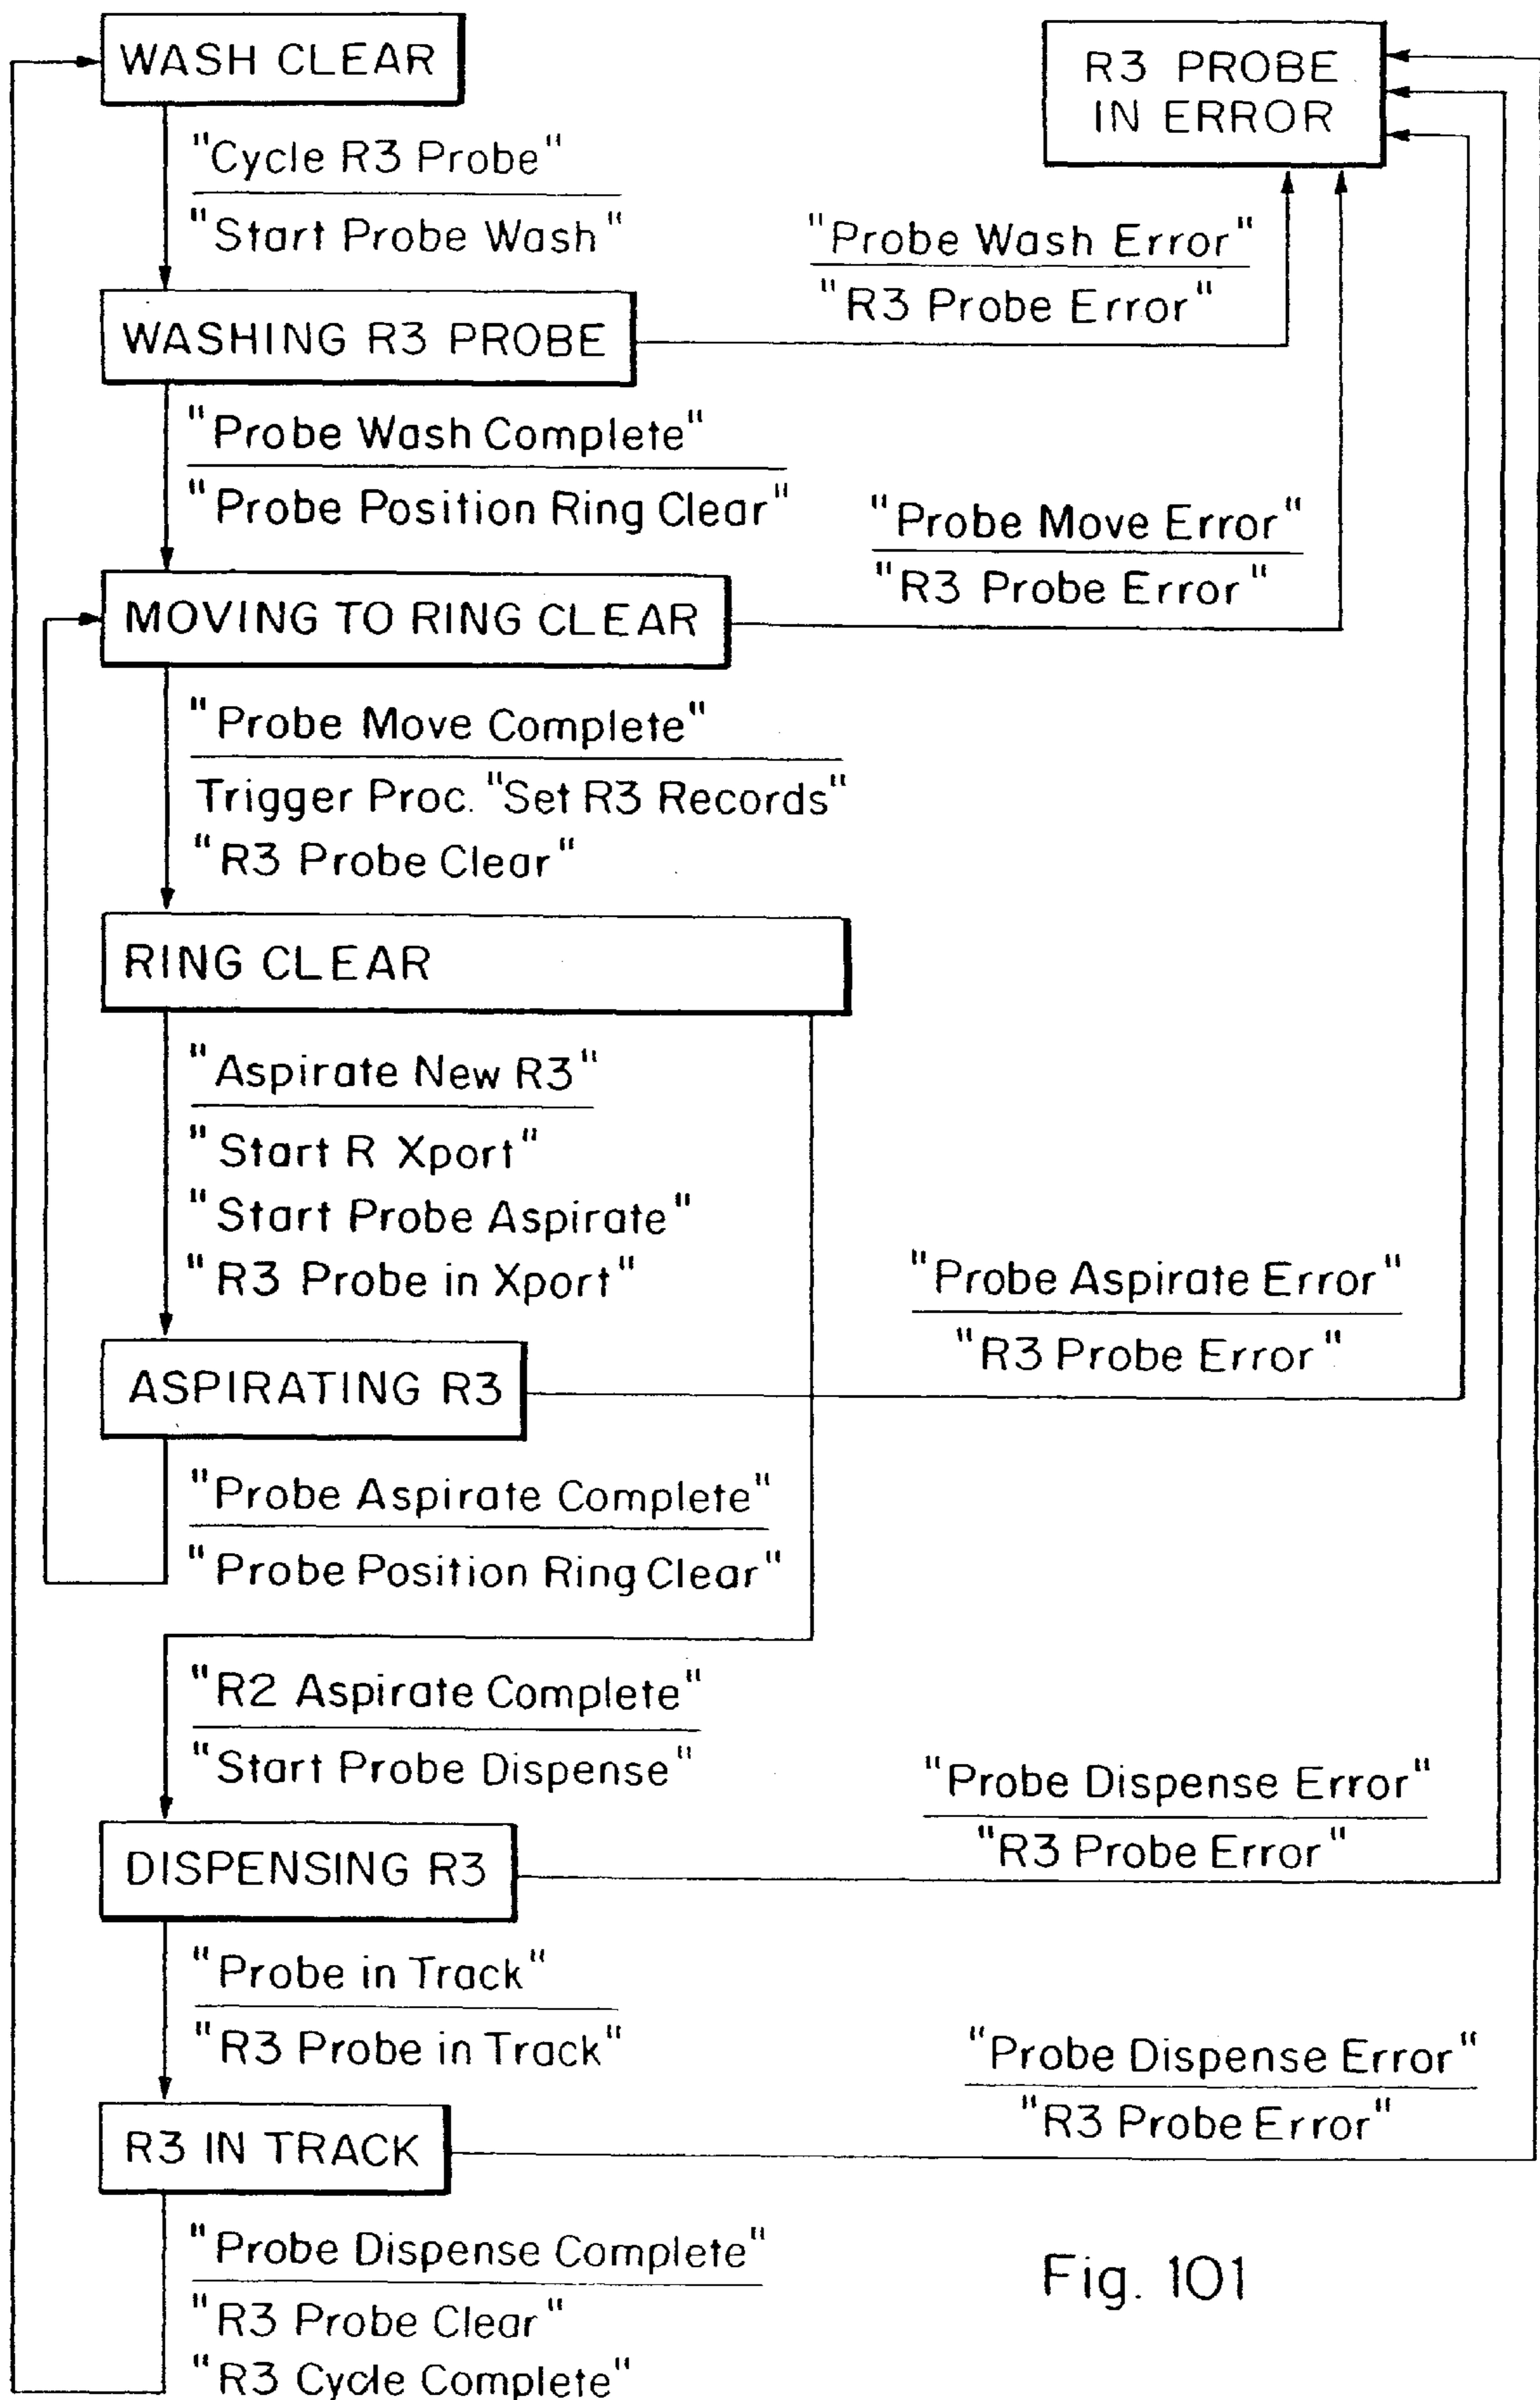 WASH CLEAR
R3 PROBE
IN ERROR
"Cycle R3 Probe"
"Start Probe Wash"
"Probe Wash Error"
"R3 Probe Error"
WASHING R3 PROBE
"Probe Wash Complete"
"Probe Position Ring Clear"
"Probe Move Error"
"R3 Probe Error"
MOVING TO RING CLEAR
"Probe Move Complete"
Trigger Proc. "Set R3 Records"
"R3 Probe Clear"
RING CLEAR
"Aspirate New R3"
"Start R Xport"
"Start Probe Aspirate"
"R3 Probe in Xport"
"Probe Aspirate Error"
"R3 Probe Error"
ASPIRATING R3
"Probe Aspirate Complete"
"Probe Position Ring Clear"
"R2 Aspirate Complete"
"Start Probe Dispense"
"Probe Dispense Error"
"R3 Probe Error"
DISPENSING R3
"Probe in Track"
"R3 Probe in Track"
"Probe Dispense Error"
"R3 Probe Error"
R3 IN TRACK
"Probe Dispense Complete"
"R3 Probe Clear"
"R3 Cycle Complete"
Fig. 101